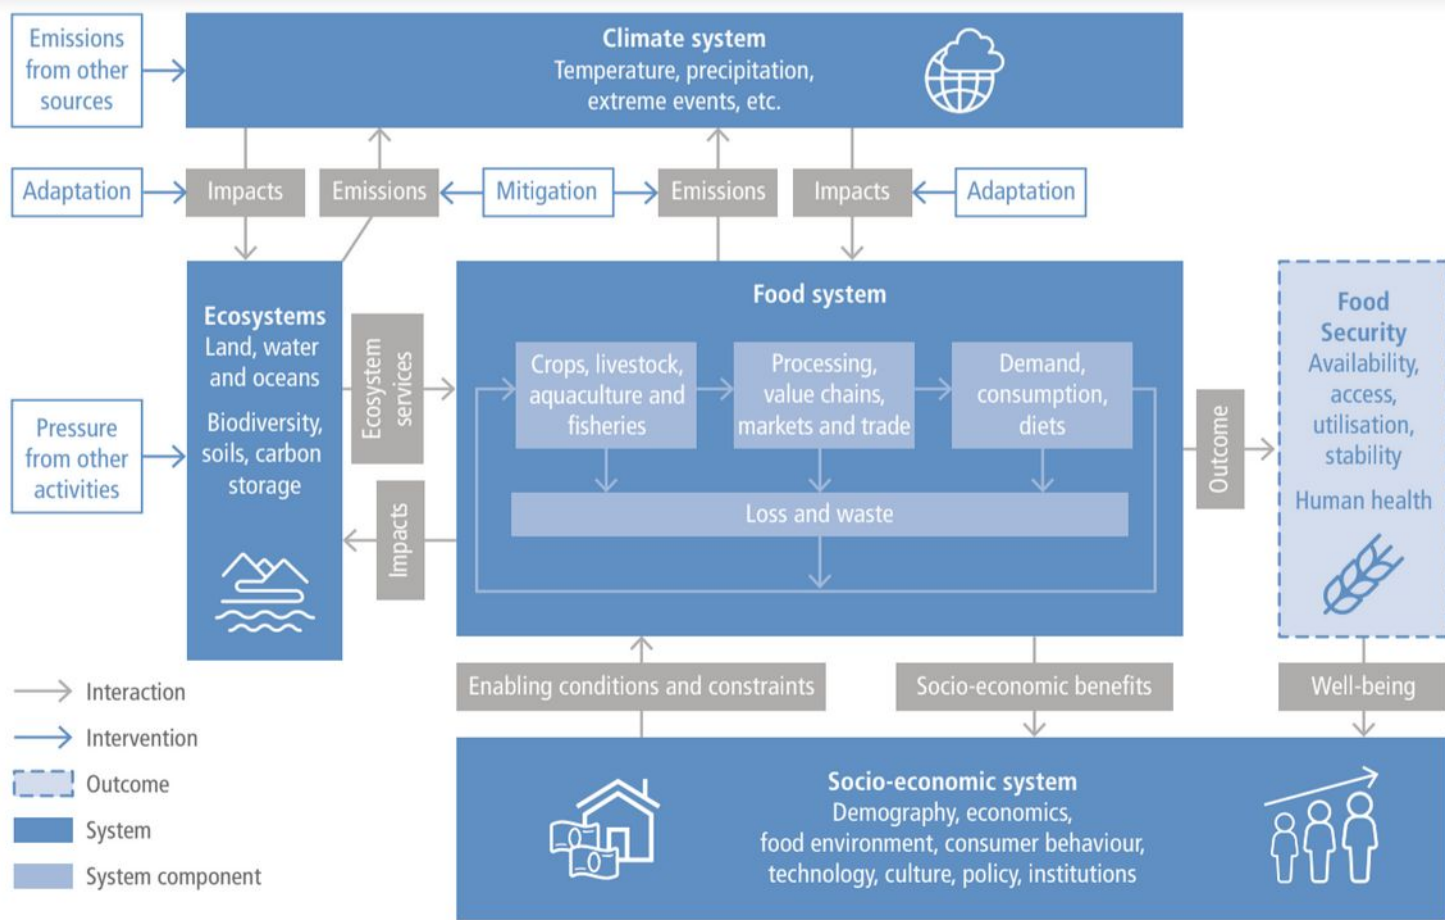 Emissions
from other
sources
Climate system
Temperature, precipitation,
extreme events, etc.
Adaptation
Impacts
Emissions
Mitigation
Emissions
Impacts
Adaptation
Ecosystems
Land, water
and oceans
Biodiversity,
soils, carbon
storage
Pressure
from other
activities
Ecosystem
services
Impacts
Food system
Crops, livestock,
aquaculture and
fisheries
Processing,
value chains,
markets and trade
Demand,
consumption,
diets
Loss and waste
Outcome
Food
Security
Availability,
access,
utilisation,
stability
Human health
Enabling conditions and constraints
Socio-economic benefits
Well-being
Socio-economic system
Demography, economics,
food environment, consumer behaviour,
technology, culture, policy, institutions
Interaction
Intervention
Outcome
System
System component